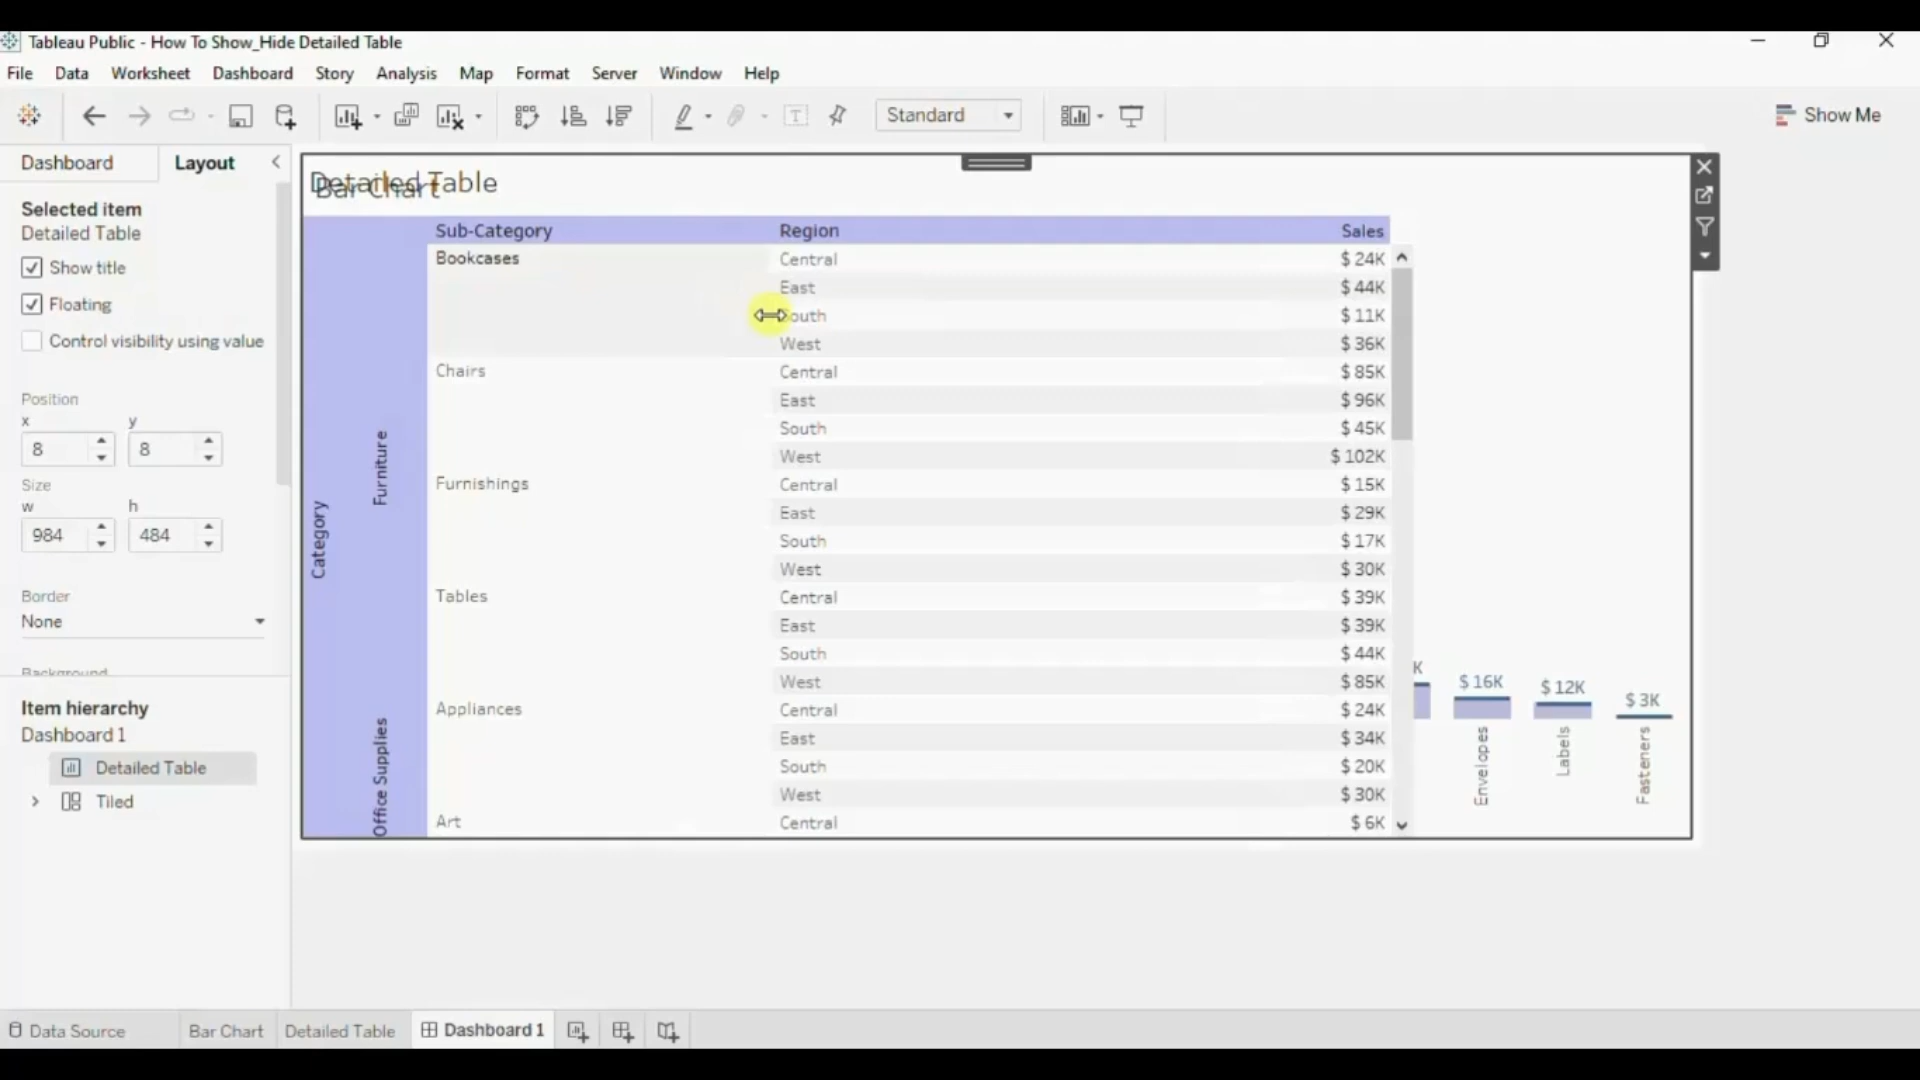 Tableau Public - How To Show_Hide Detailed Table
File Data Worksheet Dashboard Story Analysis Map Format Server Window Help
Standard
Show Me
Dashboard Layout
Selected item
Detailed Table
Show title
Floating
Control visibility using value
Position
x y
8 8
Size
w h
984 484
Border
None
Background
Item hierarchy
Dashboard 1
Detailed Table
Tiled
Detailed Table
Bar Chart
Sub-Category Region Sales
Category
Furniture
Office Supplies
Bookcases Central $ 24K
East $ 44K
South $ 11K
West $ 36K
Chairs Central $ 85K
East $ 96K
South $ 45K
West $ 102K
Furnishings Central $ 15K
East $ 29K
South $ 17K
West $ 30K
Tables Central $ 39K
East $ 39K
South $ 44K
West $ 85K
Appliances Central $ 24K
East $ 34K
South $ 20K
West $ 30K
Art Central $ 6K
K $ 16K $ 12K $ 3K
Envelopes
Labels
Fasteners
Data Source Bar Chart Detailed Table Dashboard 1